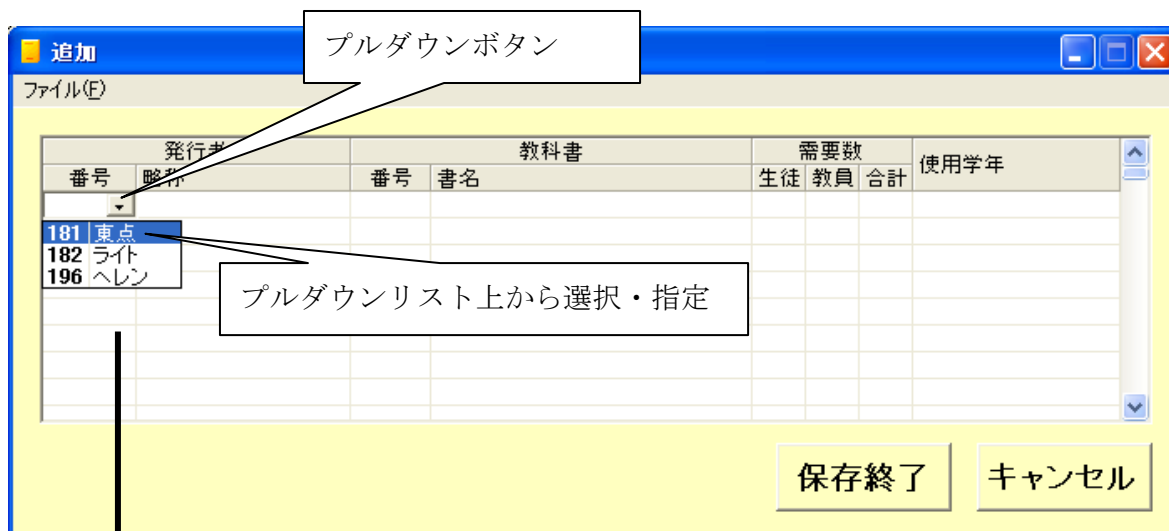 プルダウンボタン
追加
ファイル(F)
発行者 教科書 需要数 使用学年
番号 略称 番号 書名 生徒 教員 合計
181 東点
182 ライト
196 ヘレン
プルダウンリスト上から選択・指定
保存終了 キャンセル